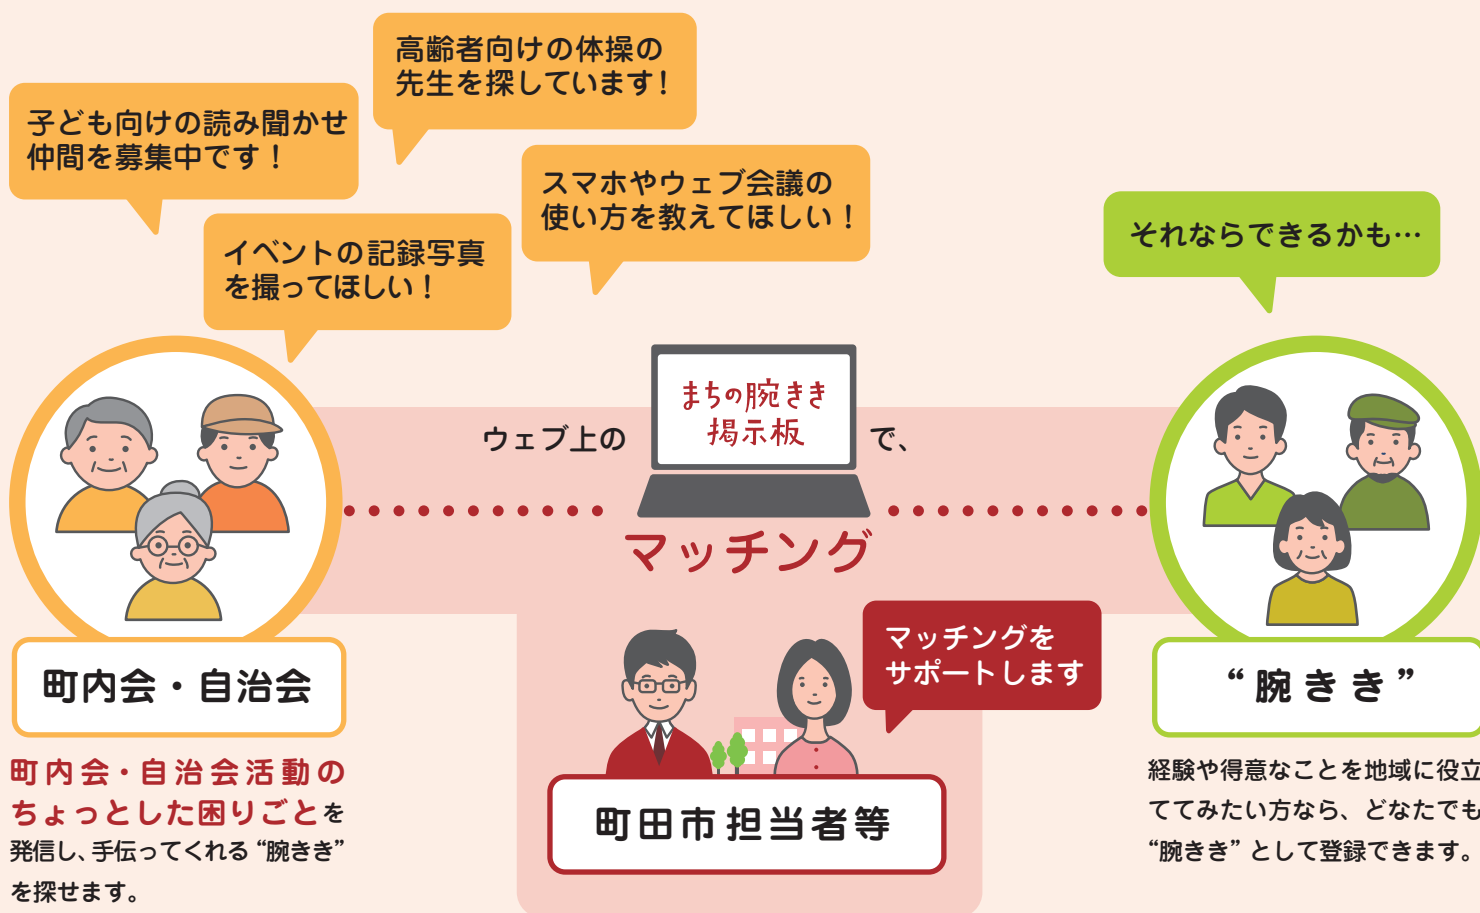 高齢者向けの体操の
先生を探しています！
子ども向けの読み聞かせ
仲間を募集中です！
スマホやウェブ会議の
使い方を教えてほしい！
イベントの記録写真
を撮ってほしい！
それならできるかも…
ウェブ上の
まちの腕きき
掲示板
で、
マッチング
マッチングを
サポートします
町内会・自治会
町内会・自治会活動の
ちょっとした困りごとを
発信し、手伝ってくれる“腕きき”
を探せます。
町田市担当者等
“腕きき”
経験や得意なことを地域に役立
ててみたい方なら、どなたでも
“腕きき”として登録できます。